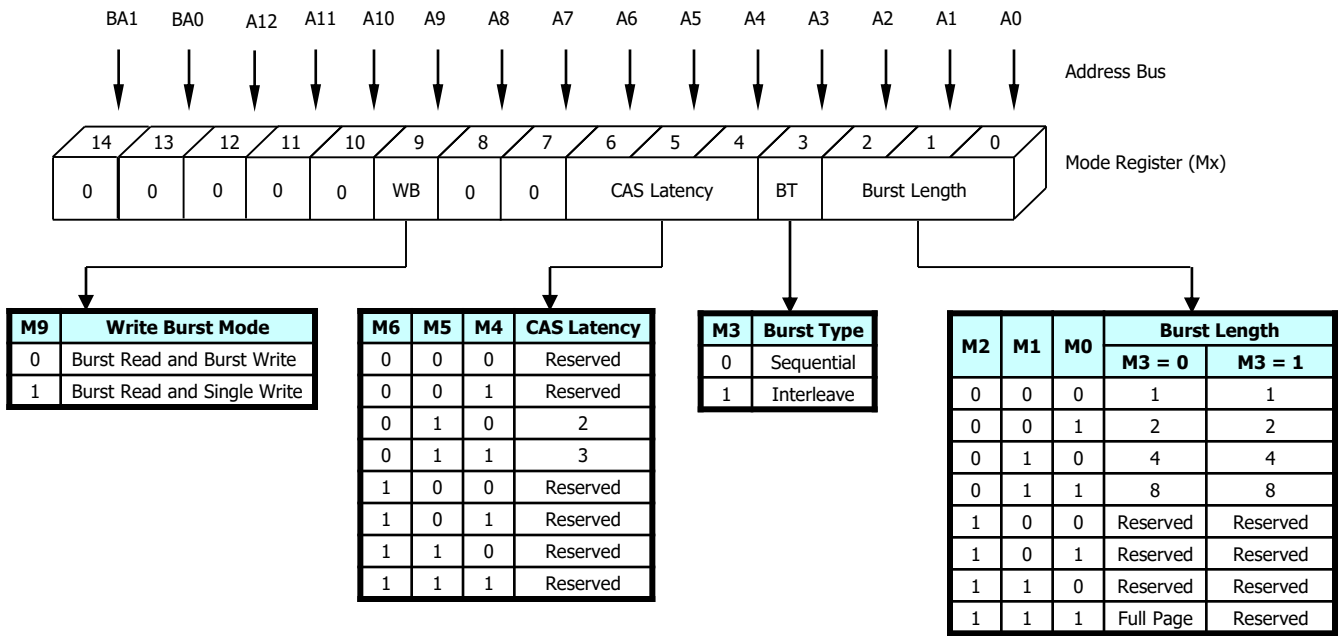 BA1 BA0 A12 A11 A10 A9 A8 A7 A6 A5 A4 A3 A2 A1 A0
Address Bus
14 13 12 11 10 9 8 7 6 5 4 3 2 1 0
Mode Register (Mx)
0 0 0 0 0 WB 0 0 CAS Latency BT Burst Length
M9 Write Burst Mode
0 Burst Read and Burst Write
1 Burst Read and Single Write
M6 M5 M4 CAS Latency
0 0 0 Reserved
0 0 1 Reserved
0 1 0 2
0 1 1 3
1 0 0 Reserved
1 0 1 Reserved
1 1 0 Reserved
1 1 1 Reserved
M3 Burst Type
0 Sequential
1 Interleave
M2 M1 M0 Burst Length
M3 = 0 M3 = 1
0 0 0 1 1
0 0 1 2 2
0 1 0 4 4
0 1 1 8 8
1 0 0 Reserved Reserved
1 0 1 Reserved Reserved
1 1 0 Reserved Reserved
1 1 1 Full Page Reserved